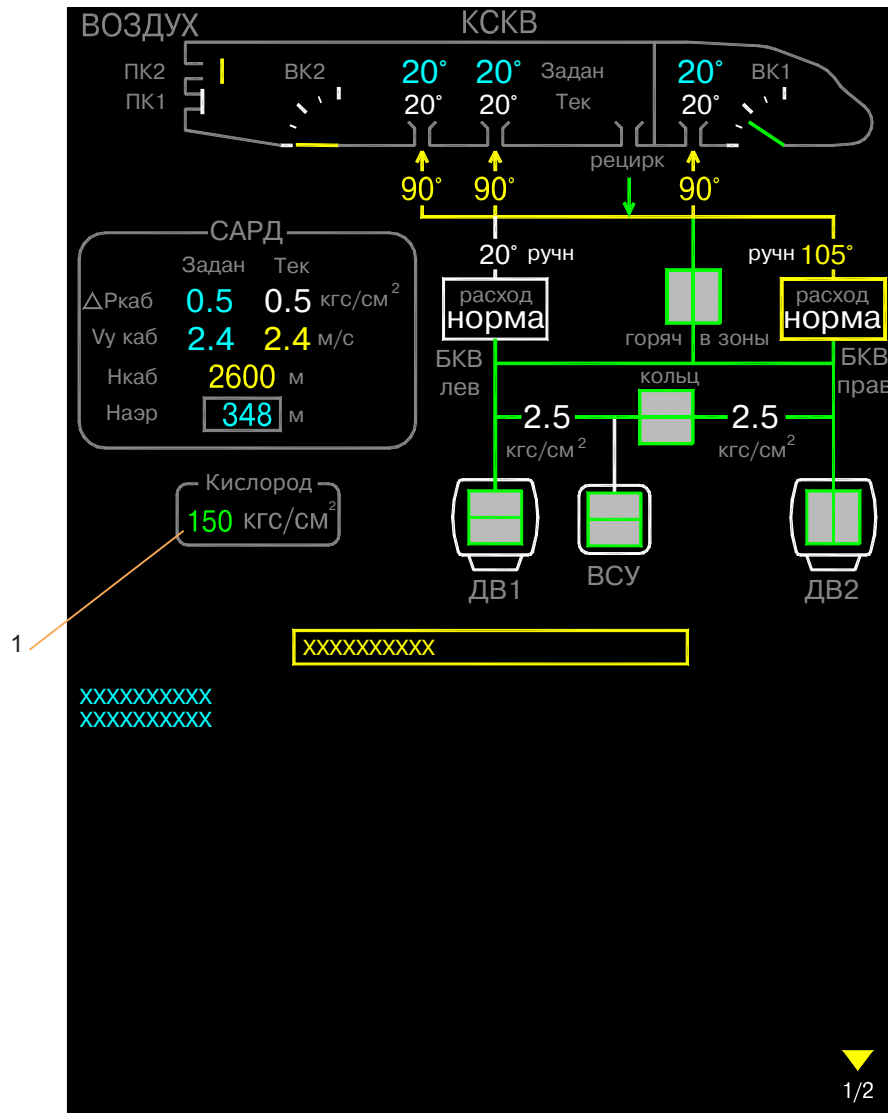 ВОЗДУХ КСКВ
ПК2 ВК2 20° 20° Задан 20° ВК1
ПК1 20° 20° Тек 20°
рецирк
90° 90° 90°
САРД
20° ручн ручн 105°
Задан Тек
△Ркаб 0.5 0.5 кгс/см²
расход расход
норма норма
Vу каб 2.4 2.4 м/с
горяч в зоны
БКВ БКВ
лев прав
Нкаб 2600 м
кольц
Наэр 348 м
2.5 2.5
кгс/см² кгс/см²
Кислород
150 кгс/см²
ВСУ
ДВ1 ДВ2
1
XXXXXXXXXX
XXXXXXXXXX
XXXXXXXXXX
1/2